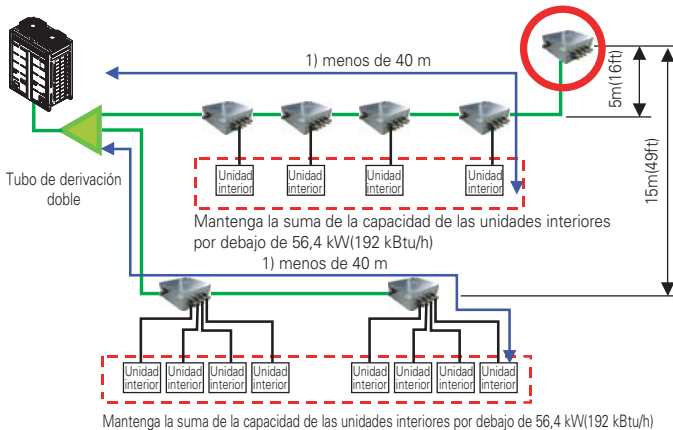 1) menos de 40 m
5m(16ft)
15m(49ft)
Tubo de derivación
doble
Unidad
interior
Unidad
interior
Unidad
interior
Unidad
interior
Mantenga la suma de la capacidad de las unidades interiores
por debajo de 56,4 kW(192 kBtu/h)
1) menos de 40 m
Unidad
interior
Unidad
interior
Unidad
interior
Unidad
interior
Unidad
interior
Unidad
interior
Unidad
interior
Unidad
interior
Mantenga la suma de la capacidad de las unidades interiores por debajo de 56,4 kW(192 kBtu/h)